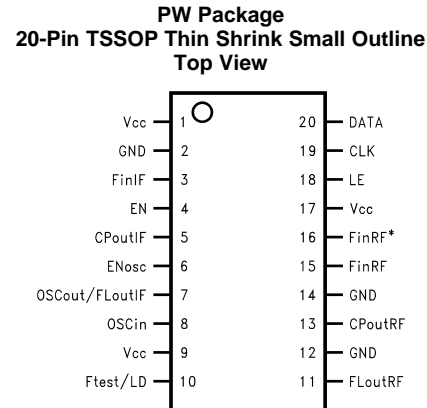 PW Package
20-Pin TSSOP Thin Shrink Small Outline
Top View
Vcc 1 20 DATA
GND 2 19 CLK
FinIF 3 18 LE
EN 4 17 Vcc
CPoutIF 5 16 FinRF*
ENosc 6 15 FinRF
OSCout/FLoutIF 7 14 GND
OSCin 8 13 CPoutRF
Vcc 9 12 GND
Ftest/LD 10 11 FLoutRF